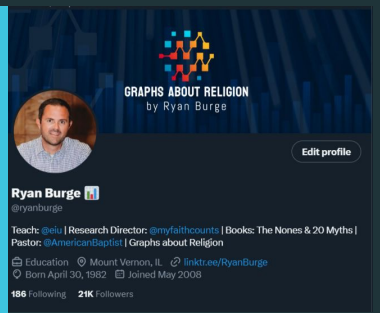 GRAPHS ABOUT RELIGION
by Ryan Burge
Edit profile
Ryan Burge
@ryanburge
Teach: @eiu | Research Director: @myfaithcounts | Books: The Nones & 20 Myths |
Pastor: @AmericanBaptist | Graphs about Religion
Education Mount Vernon, IL linktr.ee/RyanBurge
Born April 30, 1982 Joined May 2008
186 Following 21K Followers